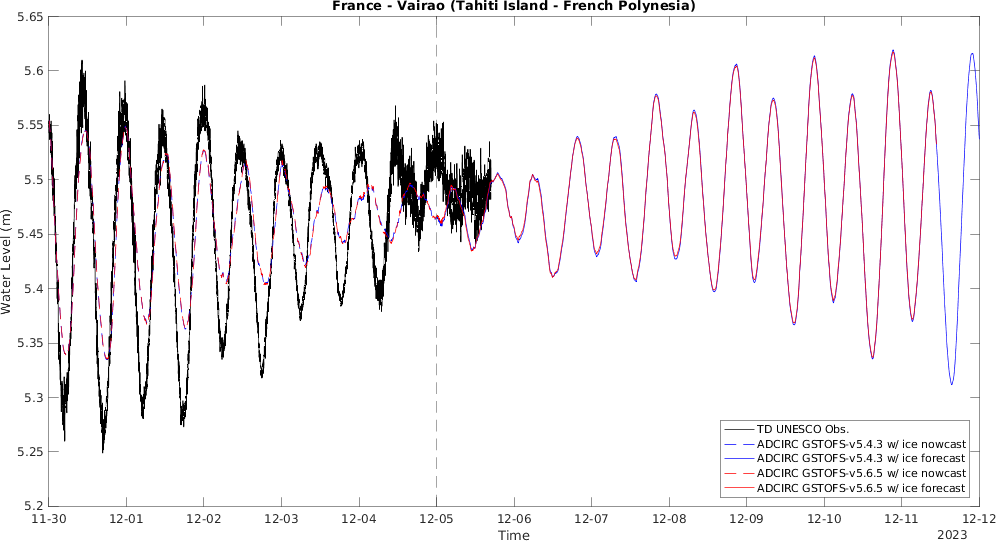 France - Vairao (Tahiti Island - French Polynesia)
5.65
5.6
5.55
5.5
5.45
5.4
5.35
5.3
5.25
5.2
Water Level (m)
TD UNESCO Obs.
ADCIRC GSTOFS-v5.4.3 w/ ice nowcast
ADCIRC GSTOFS-v5.4.3 w/ ice forecast
ADCIRC GSTOFS-v5.6.5 w/ ice nowcast
ADCIRC GSTOFS-v5.6.5 w/ ice forecast
11-30 12-01 12-02 12-03 12-04 12-05 12-06 12-07 12-08 12-09 12-10 12-11 12-12
Time
2023